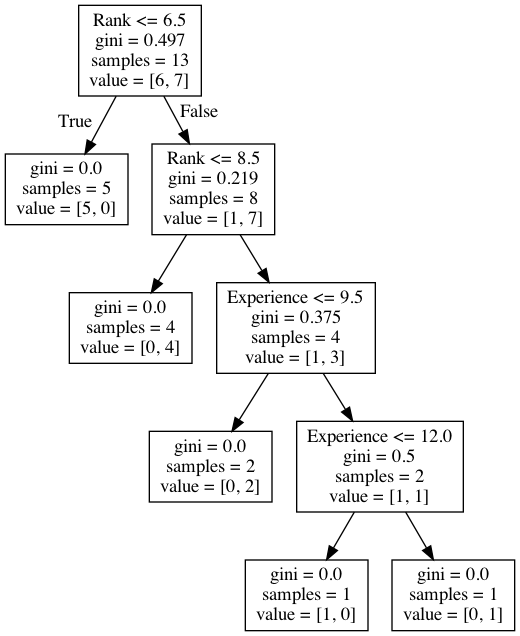 Rank <= 6.5
gini = 0.497
samples = 13
value = [6, 7]
True
False
gini = 0.0
samples = 5
value = [5, 0]
Rank <= 8.5
gini = 0.219
samples = 8
value = [1, 7]
gini = 0.0
samples = 4
value = [0, 4]
Experience <= 9.5
gini = 0.375
samples = 4
value = [1, 3]
gini = 0.0
samples = 2
value = [0, 2]
Experience <= 12.0
gini = 0.5
samples = 2
value = [1, 1]
gini = 0.0
samples = 1
value = [1, 0]
gini = 0.0
samples = 1
value = [0, 1]